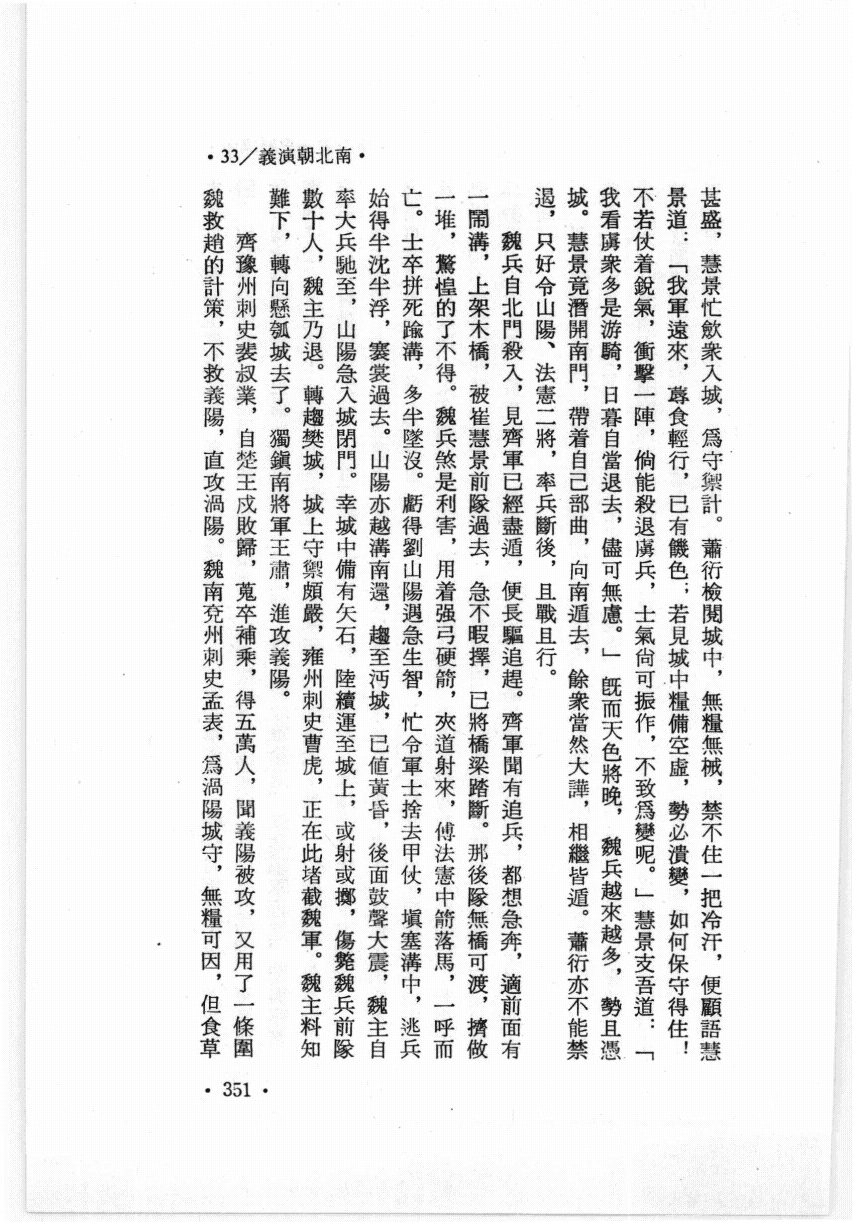 •33/義演朝北南•
甚盛，慧景忙歛衆入城，爲守禦計。蕭衍檢閱城中，無糧無械，禁不住一把冷汗，便顧語慧
景道：「我軍遠來，蓐食輕行，已有饑色；若見城中糧備空虛，勢必潰變，如何保守得住！
不若仗着銳氣，衝擊一陣，倘能殺退虜兵，士氣尙可振作，不致爲變呢。」慧景支吾道：「
我看虜衆多是游騎，日暮自當退去，儘可無慮。」旣而天色將晚，魏兵越來越多，勢且憑
城。慧景竟潛開南門，帶着自己部曲，向南遁去，餘衆當然大譁，相繼皆遁。蕭衍亦不能禁
遏，只好令山陽、法憲二將，率兵斷後，且戰且行。
魏兵自北門殺入，見齊軍已經盡遁，便長驅追趕。齊軍聞有追兵，都想急奔，適前面有
一鬧溝，上架木橋，被崔慧景前隊過去，急不暇擇，已將橋梁踏斷。那後隊無橋可渡，擠做
一堆，驚惶的了不得。魏兵煞是利害，用着强弓硬箭，夾道射來，傅法憲中箭落馬，一呼而
亡。士卒拼死踰溝，多半墜沒。虧得劉山陽遇急生智，忙令軍士捨去甲仗，塡塞溝中，逃兵
始得半沈半浮，褰裳過去。山陽亦越溝南還，趨至沔城，已値黃昏，後面鼓聲大震，魏主自
率大兵馳至，山陽急入城閉門。幸城中備有矢石，陸續運至城上，或射或擲，傷斃魏兵前隊
數十人，魏主乃退。轉趨樊城，城上守禦頗嚴，雍州刺史曹虎，正在此堵截魏軍。魏主料知
難下，轉向懸瓠城去了。獨鎭南將軍王肅，進攻義陽。
齊豫州刺史裴叔業，自楚王戍敗歸，蒐卒補乘，得五萬人，聞義陽被攻，又用了一條圍
魏救趙的計策，不救義陽，直攻渦陽。魏南兗州刺史孟表，爲渦陽城守，無糧可因，但食草
•351•